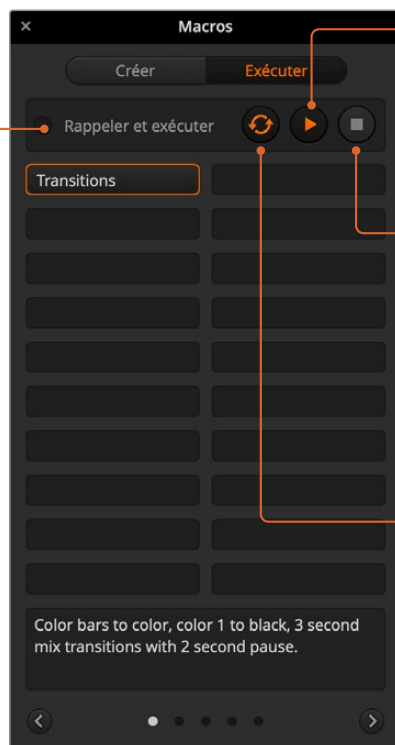 Macros
Créer
Exécuter
Rappeler et exécuter
Transitions
Color bars to color, color 1 to black, 3 second
mix transitions with 2 second pause.